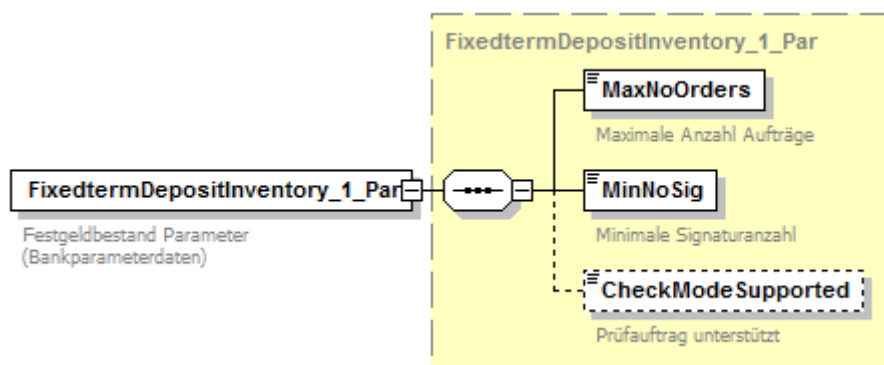 FixedtermDepositInventory_1_Par
MaxNoOrders
Maximale Anzahl Aufträge
FixedtermDepositInventory_1_Par
Festgeldbestand Parameter
(Bankparameterdaten)
MinNoSig
Minimale Signaturanzahl
CheckModeSupported
Prüfauftrag unterstützt